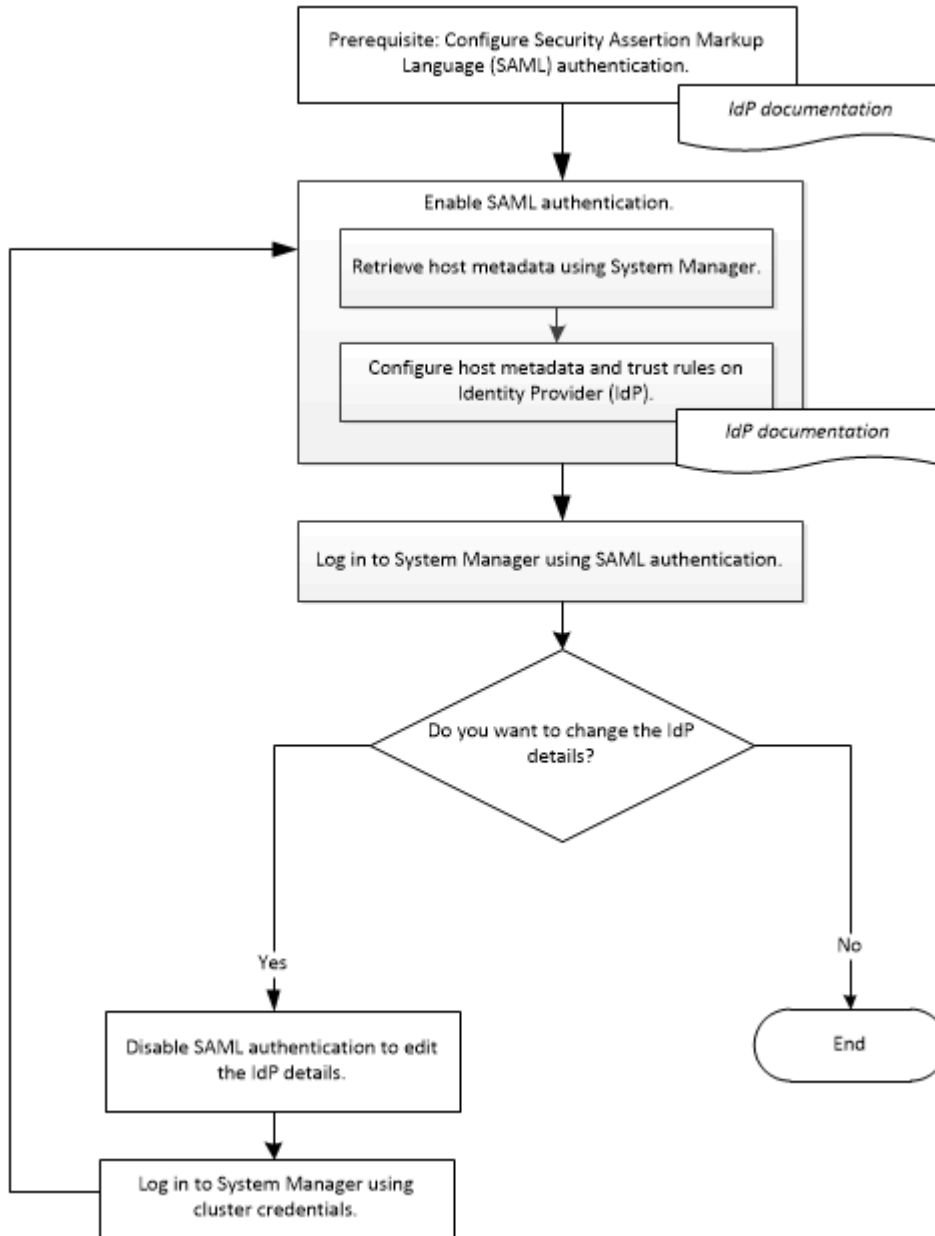 Prerequisite: Configure Security Assertion Markup
Language (SAML) authentication.
IdP documentation
Enable SAML authentication.
Retrieve host metadata using System Manager.
Configure host metadata and trust rules on
Identity Provider (IdP).
IdP documentation
Log in to System Manager using SAML authentication.
Do you want to change the IdP
details?
Yes
No
Disable SAML authentication to edit
the IdP details.
End
Log in to System Manager using
cluster credentials.